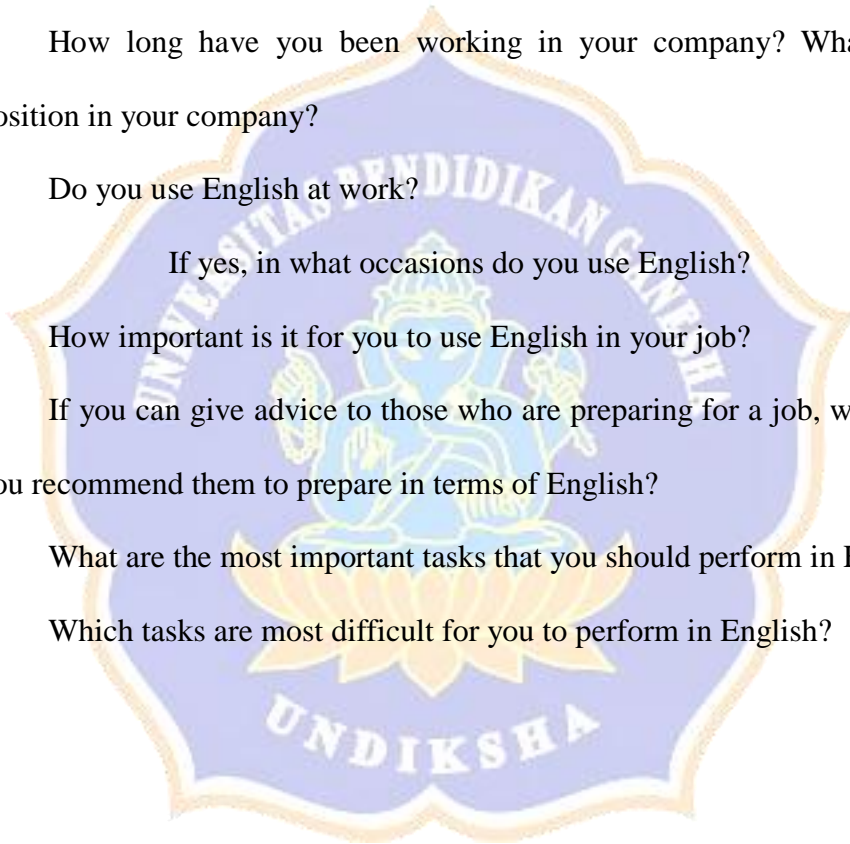 How long have you been working in your company?
in your company?
Do you use English at work?
If yes, in what occasions do you use English?
How important is it for you to use English in your job?
If you can give advice to those who are preparing for a job,
recommend them to prepare in terms of English?
What are the most important tasks that you should perform in
Which tasks are most difficult for you to perform in English?
UNIVERSITAS PENDIDIKAN GANESHA
UNDIKSHA